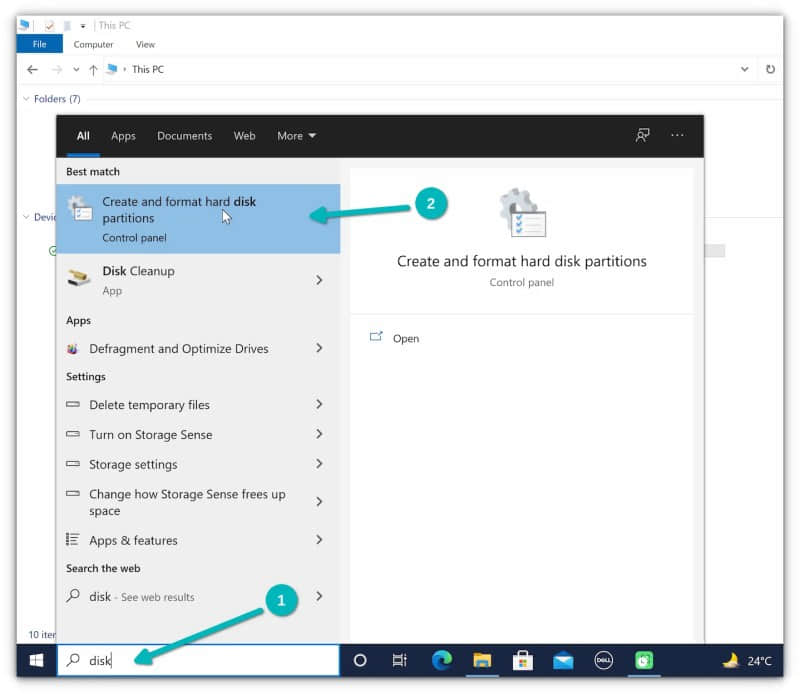 This PC
File
Computer
View
This PC
Folders (7)
All
Apps
Documents
Web
More
Best match
Create and format hard disk
partitions
Control panel
Disk Cleanup
App
Apps
Defragment and Optimize Drives
Settings
Delete temporary files
Turn on Storage Sense
Storage settings
Change how Storage Sense frees up
space
Apps & features
Search the web
disk - See web results
Create and format hard disk partitions
Control panel
Open
2
1
Devic
10 iter
disk
DELL
24°C